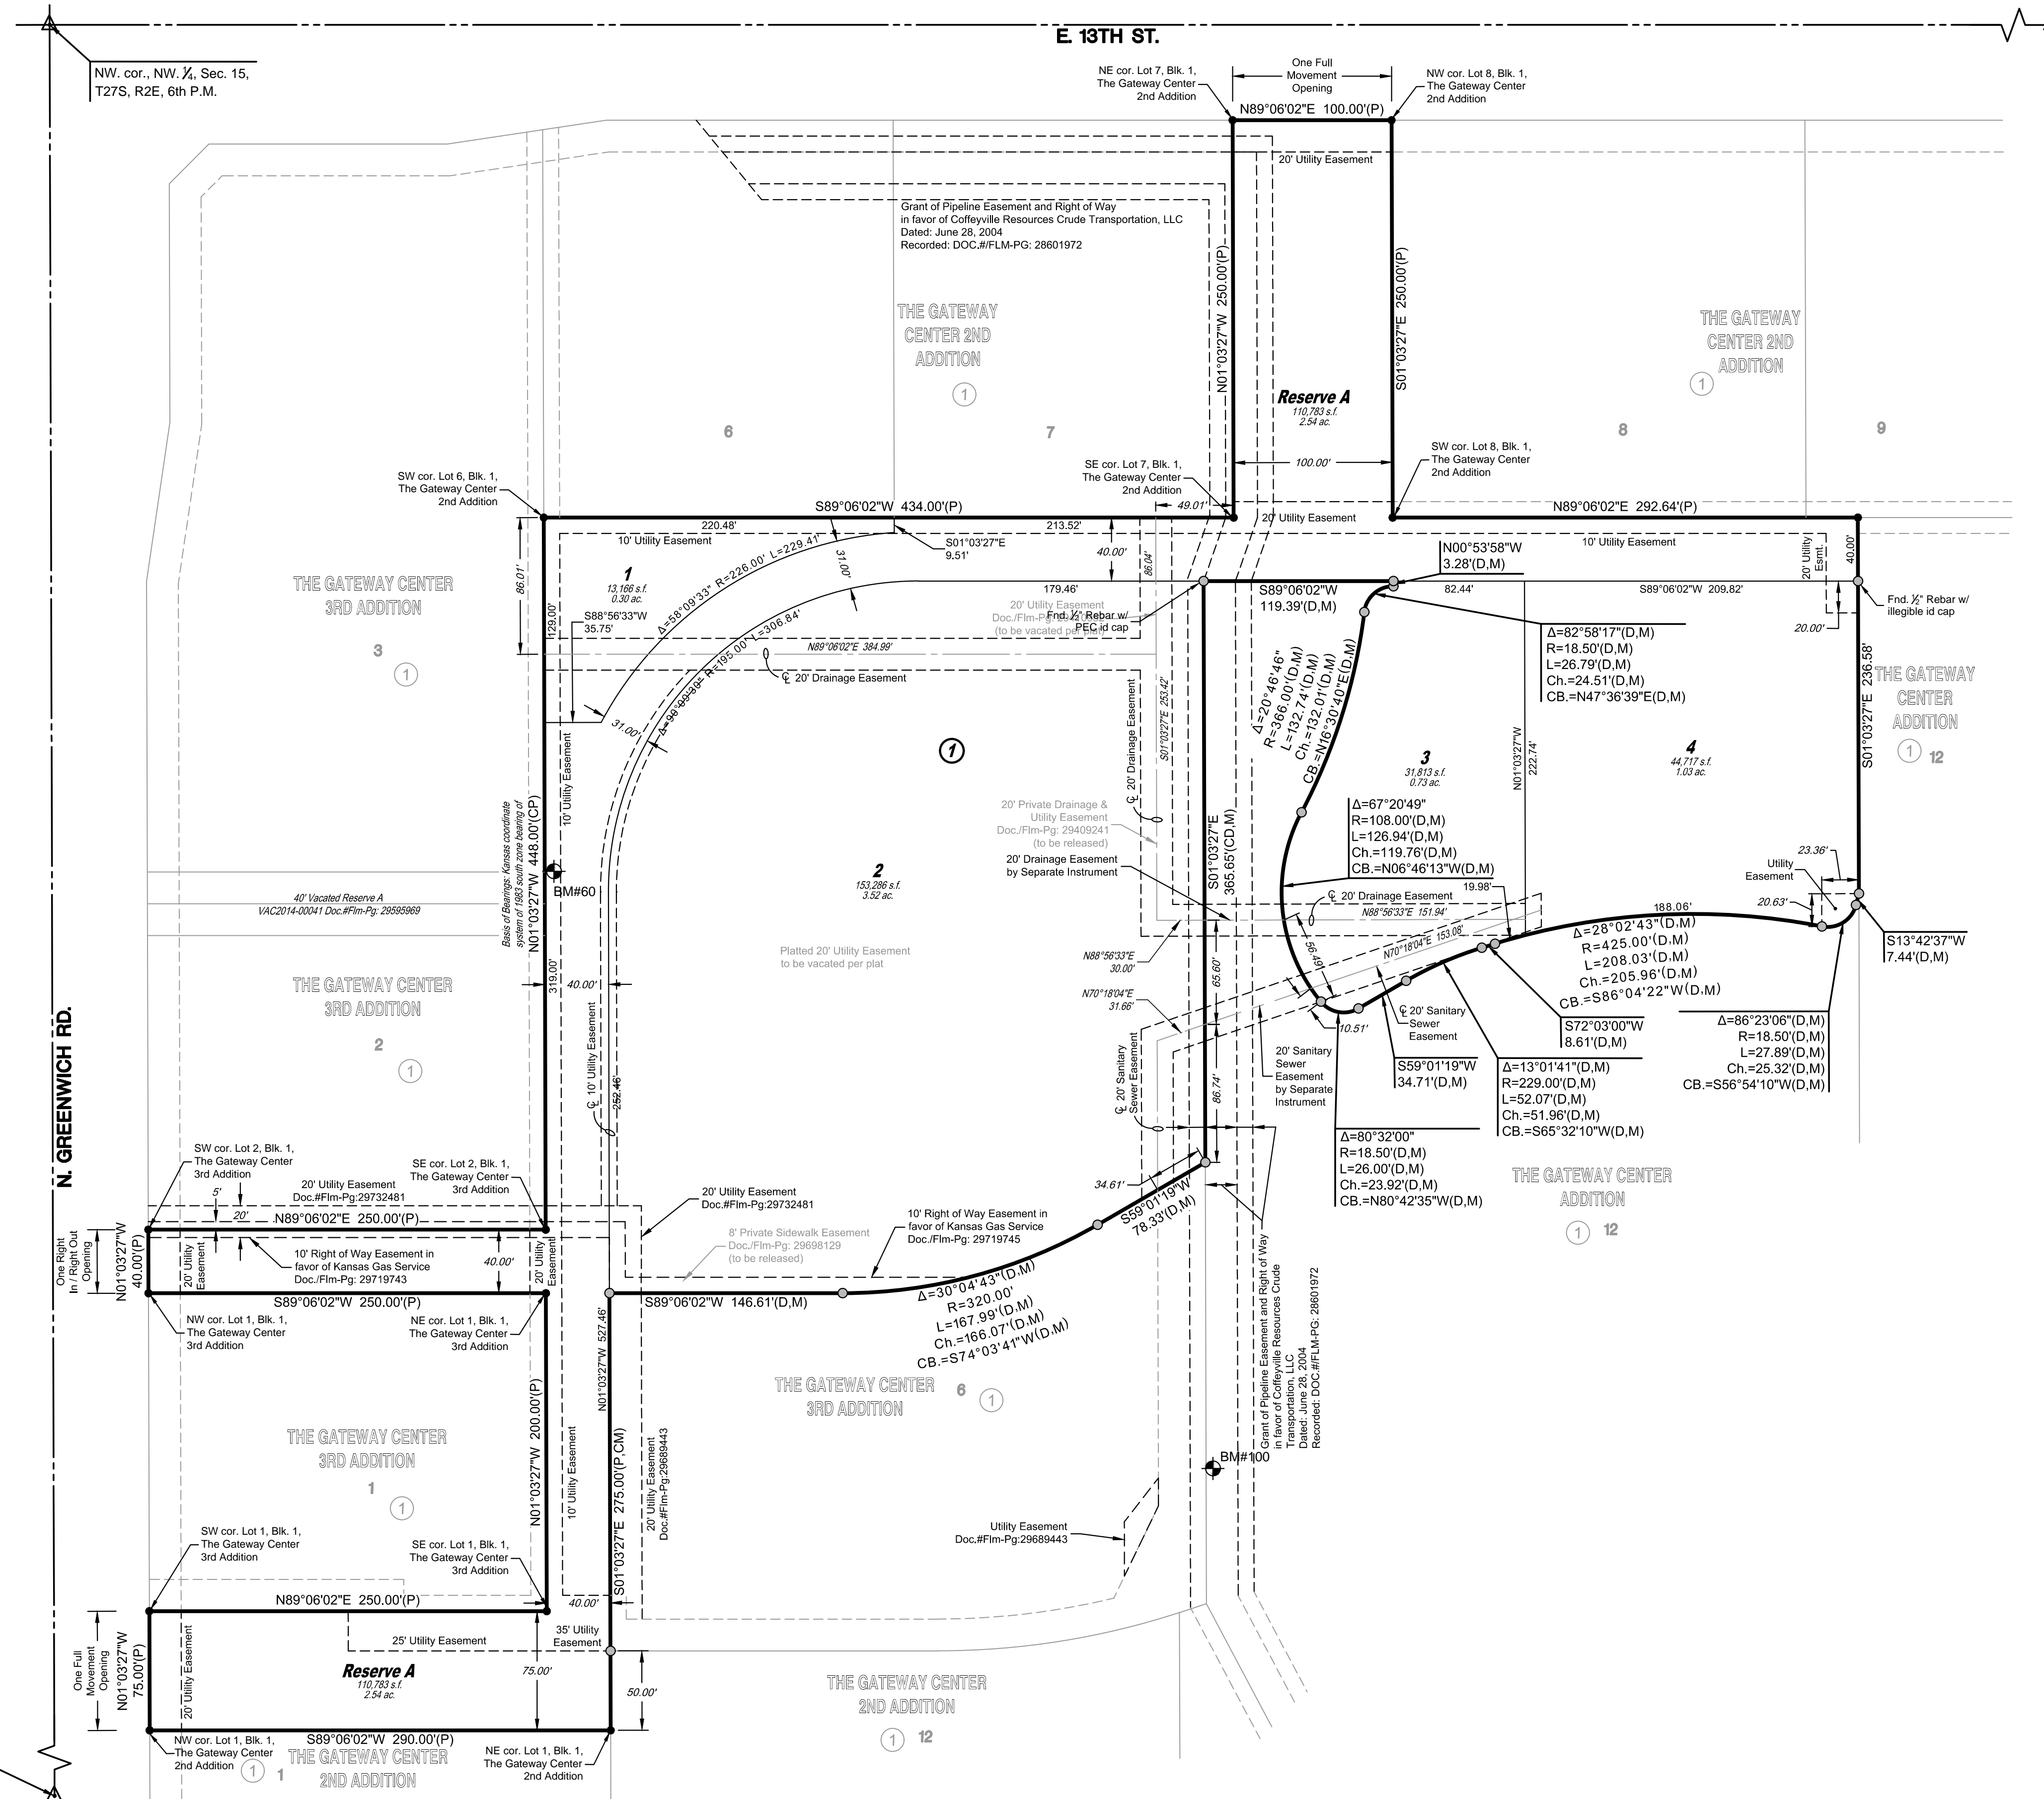 E. 13TH ST.
NW. cor., NW. ¼, Sec. 15,
T27S, R2E, 6th P.M.
NE cor. Lot 7, Blk. 1,
The Gateway Center
2nd Addition
One Full
Movement
Opening
NW cor. Lot 8, Blk. 1,
The Gateway Center
2nd Addition
N89°06'02"E 100.00'(P)
20' Utility Easement
Grant of Pipeline Easement and Right of Way
in favor of Coffeyville Resources Crude Transportation, LLC
Dated: June 28, 2004
Recorded: DOC.#/FLM-PG: 28601972
N01°03'27"W 250.00'(P)
S01°03'27"E 250.00'(P)
THE GATEWAY
CENTER 2ND
ADDITION
1
THE GATEWAY
CENTER 2ND
ADDITION
1
Reserve A
110,783 s.f.
2.54 ac.
6
7
8
9
SW cor. Lot 6, Blk. 1,
The Gateway Center
2nd Addition
SE cor. Lot 7, Blk. 1,
The Gateway Center
2nd Addition
100.00'
SW cor. Lot 8, Blk. 1,
The Gateway Center
2nd Addition
S89°06'02"W 434.00'(P)
49.01'
N89°06'02"E 292.64'(P)
220.48'
213.52'
20' Utility Easement
10' Utility Easement
S01°03'27"E
9.51'
40.00'
86.04'
10' Utility Easement
20' Utility
Esmt.
40.00'
N00°53'58"W
3.28'(D,M)
86.01'
129.00'
1
13,166 s.f.
0.30 ac.
S88°56'33"W
35.75'
Δ=58°09'33" R=226.00' L=229.41'
31.00'
Δ=90°09'30" R=195.00' L=306.84'
31.00'
179.46'
20' Utility Easement
(to be vacated per plat)
Fnd. ½" Rebar w/
PEC id cap
S89°06'02"W
119.39'(D,M)
82.44'
S89°06'02"W 209.82'
Fnd. ½" Rebar w/
illegible id cap
20.00'
THE GATEWAY CENTER
3RD ADDITION
3
1
N89°06'02"E 384.99'
℄ 20' Drainage Easement
Δ=82°58'17"(D,M)
R=18.50'(D,M)
L=26.79'(D,M)
Ch.=24.51'(D,M)
CB.=N47°36'39"E(D,M)
Δ=20°46'46"
R=366.00'(D,M)
L=132.74'(D,M)
Ch.=132.01'(D,M)
CB.=N16°30'40"E(D,M)
S01°03'27"E 253.42'
℄ 20' Drainage Easement
1
3
31,813 s.f.
0.73 ac.
N01°03'27"W
222.74'
4
44,717 s.f.
1.03 ac.
S01°03'27"E 236.58'
THE GATEWAY
CENTER
ADDITION
1
12
10' Utility Easement
Basis of Bearings: Kansas coordinate
system of 1983 south zone bearing of
N01°03'27"W 448.00'(CP)
BM#60
20' Private Drainage &
Utility Easement
Doc./Flm-Pg: 29409241
(to be released)
20' Drainage Easement
by Separate Instrument
S01°03'27"E
365.65'(CD,M)
Δ=67°20'49"
R=108.00'(D,M)
L=126.94'(D,M)
Ch.=119.76'(D,M)
CB.=N06°46'13"W(D,M)
2
153,286 s.f.
3.52 ac.
40' Vacated Reserve A
VAC2014-00041 Doc.#Flm-Pg: 29595969
Platted 20' Utility Easement
to be vacated per plat
℄ 20' Drainage Easement
19.98'
N88°56'33"E 151.94'
N70°18'04"E 153.08'
56.49'
188.06'
Δ=28°02'43"(D,M)
R=425.00'(D,M)
L=208.03'(D,M)
Ch.=205.96'(D,M)
CB.=S86°04'22"W(D,M)
Utility
Easement
23.36'
20.63'
S13°42'37"W
7.44'(D,M)
N88°56'33"E
30.00'
N70°18'04"E
31.66'
65.60'
86.74'
THE GATEWAY CENTER
3RD ADDITION
2
1
319.00'
40.00'
℄ 10' Utility Easement
252.46'
10.51'
℄ 20' Sanitary
Sewer
Easement
S72°03'00"W
8.61'(D,M)
S59°01'19"W
34.71'(D,M)
Δ=13°01'41"(D,M)
R=229.00'(D,M)
L=52.07'(D,M)
Ch.=51.96'(D,M)
CB.=S65°32'10"W(D,M)
Δ=86°23'06"(D,M)
R=18.50'(D,M)
L=27.89'(D,M)
Ch.=25.32'(D,M)
CB.=S56°54'10"W(D,M)
20' Sanitary
Sewer
Easement
by Separate
Instrument
℄ 20' Sanitary
Sewer Easement
Δ=80°32'00"
R=18.50'(D,M)
L=26.00'(D,M)
Ch.=23.92'(D,M)
CB.=N80°42'35"W(D,M)
THE GATEWAY CENTER
ADDITION
1
12
N. GREENWICH RD.
SW cor. Lot 2, Blk. 1,
The Gateway Center
3rd Addition
SE cor. Lot 2, Blk. 1,
The Gateway Center
3rd Addition
20' Utility Easement
Doc.#Flm-Pg:29732481
5'
20'
N89°06'02"E 250.00'(P)
20' Utility Easement
Doc.#Flm-Pg:29732481
34.61'
S59°01'19"W
78.33'(D,M)
One Right
In / Right Out
Opening
N01°03'27"W
40.00'(P)
20' Utility
Easement
10' Right of Way Easement in
favor of Kansas Gas Service
Doc./Flm-Pg: 29719743
40.00'
20' Utility
Easement
8' Private Sidewalk Easement
Doc./Flm-Pg: 29698129
(to be released)
10' Right of Way Easement in
favor of Kansas Gas Service
Doc./Flm-Pg: 29719745
S89°06'02"W 250.00'(P)
S89°06'02"W 146.61'(D,M)
Δ=30°04'43"(D,M)
R=320.00'
L=167.99'(D,M)
Ch.=166.07'(D,M)
CB.=S74°03'41"W(D,M)
NW cor. Lot 1, Blk. 1,
The Gateway Center
3rd Addition
NE cor. Lot 1, Blk. 1,
The Gateway Center
3rd Addition
N01°03'27"W 527.46'
Grant of Pipeline Easement and Right of Way
in favor of Coffeyville Resources Crude
Transportation, LLC
Dated: June 28, 2004
Recorded: DOC.#/FLM-PG: 28601972
THE GATEWAY CENTER
3RD ADDITION
6
1
THE GATEWAY CENTER
3RD ADDITION
1
1
N01°03'27"W 200.00'(P)
10' Utility Easement
S01°03'27"E 275.00'(P,CM)
20' Utility Easement
Doc.#Flm-Pg:29689443
BM#100
Utility Easement
Doc.#Flm-Pg:29689443
SW cor. Lot 1, Blk. 1,
The Gateway Center
3rd Addition
SE cor. Lot 1, Blk. 1,
The Gateway Center
3rd Addition
N89°06'02"E 250.00'(P)
40.00'
One Full
Movement
Opening
N01°03'27"W
75.00'(P)
20' Utility Easement
25' Utility Easement
35' Utility
Easement
Reserve A
110,783 s.f.
2.54 ac.
75.00'
50.00'
THE GATEWAY CENTER
2ND ADDITION
1
12
S89°06'02"W 290.00'(P)
NW cor. Lot 1, Blk. 1,
The Gateway Center
2nd Addition
THE GATEWAY CENTER
2ND ADDITION
1
1
NE cor. Lot 1, Blk. 1,
The Gateway Center
2nd Addition